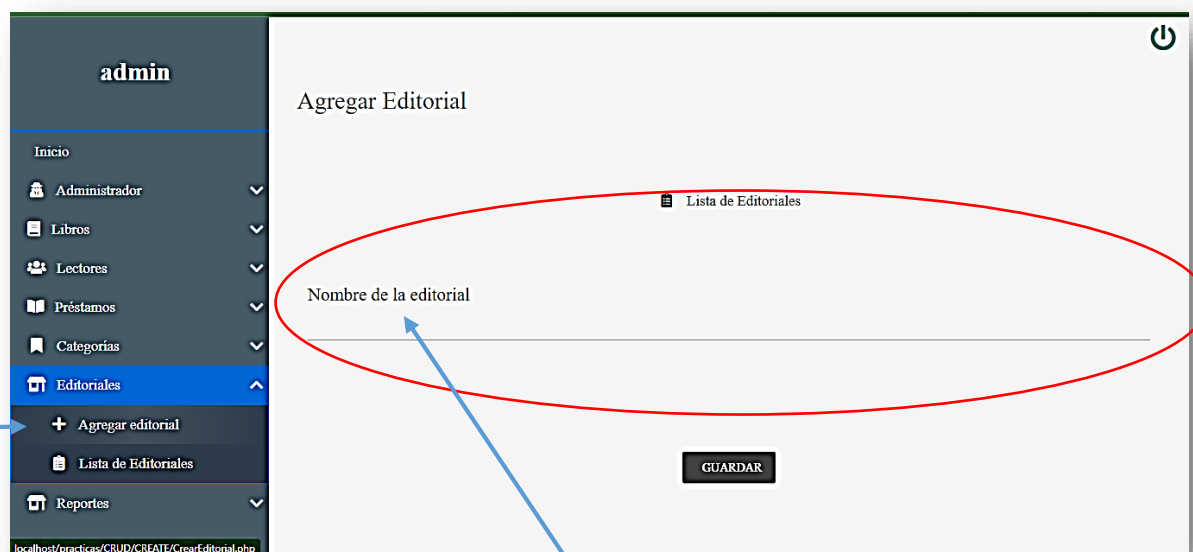 admin
Agregar Editorial
Inicio
Administrador
Lista de Editoriales
Libros
Lectores
Nombre de la editorial
Préstamos
Categorías
Editoriales
Agregar editorial
Lista de Editoriales
GUARDAR
Reportes
localhost/practicas/CRUD/CREATE/CrearEditorial.php